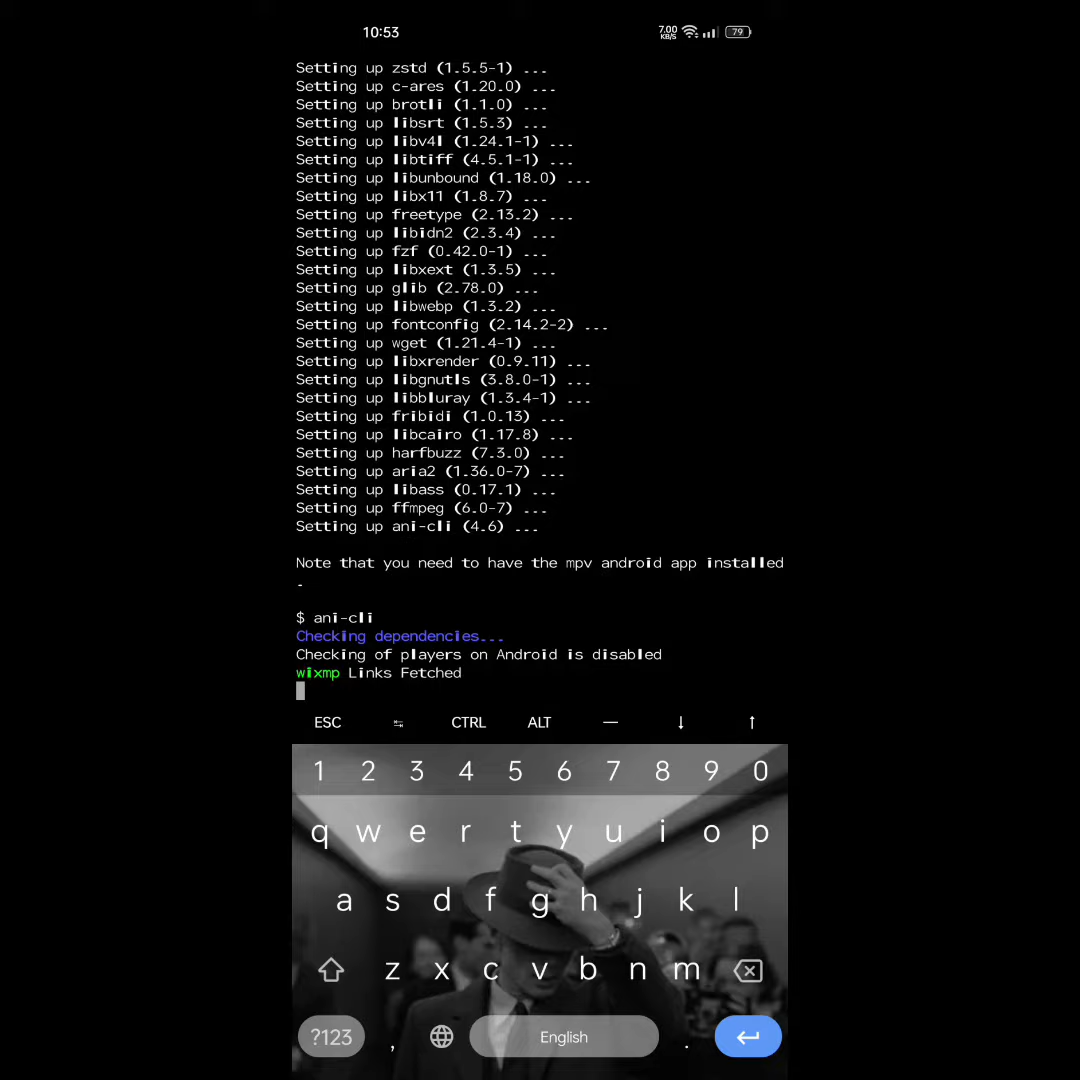 10:53
7.00 KB/S
79
Setting up zstd (1.5.5-1) ...
Setting up c-ares (1.20.0) ...
Setting up brotli (1.1.0) ...
Setting up libsrt (1.5.3) ...
Setting up libv4l (1.24.1-1) ...
Setting up libtiff (4.5.1-1) ...
Setting up libunbound (1.18.0) ...
Setting up libx11 (1.8.7) ...
Setting up freetype (2.13.2) ...
Setting up libidn2 (2.3.4) ...
Setting up fzf (0.42.0-1) ...
Setting up libxext (1.3.5) ...
Setting up glib (2.78.0) ...
Setting up libwebp (1.3.2) ...
Setting up fontconfig (2.14.2-2) ...
Setting up wget (1.21.4-1) ...
Setting up libxrender (0.9.11) ...
Setting up libgnutls (3.8.0-1) ...
Setting up libbluray (1.3.4-1) ...
Setting up fribidi (1.0.13) ...
Setting up libcairo (1.17.8) ...
Setting up harfbuzz (7.3.0) ...
Setting up aria2 (1.36.0-7) ...
Setting up libass (0.17.1) ...
Setting up ffmpeg (6.0-7) ...
Setting up ani-cli (4.6) ...
Note that you need to have the mpv android app installed
.
$ ani-cli
Checking dependencies...
Checking of players on Android is disabled
wixmp Links Fetched
ESC ↹ CTRL ALT — ↓ ↑
1 2 3 4 5 6 7 8 9 0
q w e r t y u i o p
a s d f g h j k l
z x c v b n m
?123 , English .